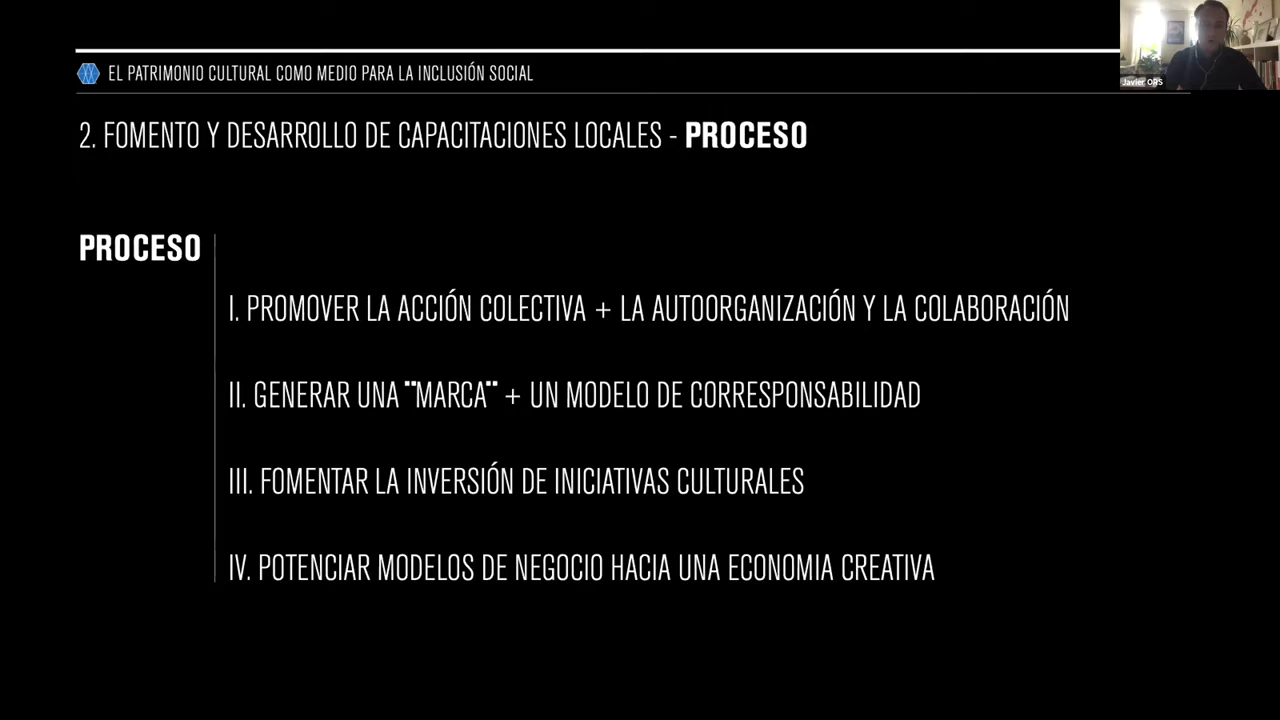 EL PATRIMONIO CULTURAL COMO MEDIO PARA LA INCLUSIÓN SOCIAL
Javier ORS
2. FOMENTO Y DESARROLLO DE CAPACITACIONES LOCALES - PROCESO
PROCESO
I. PROMOVER LA ACCIÓN COLECTIVA + LA AUTOORGANIZACIÓN Y LA COLABORACIÓN
II. GENERAR UNA ¨MARCA¨ + UN MODELO DE CORRESPONSABILIDAD
III. FOMENTAR LA INVERSIÓN DE INICIATIVAS CULTURALES
IV. POTENCIAR MODELOS DE NEGOCIO HACIA UNA ECONOMIA CREATIVA